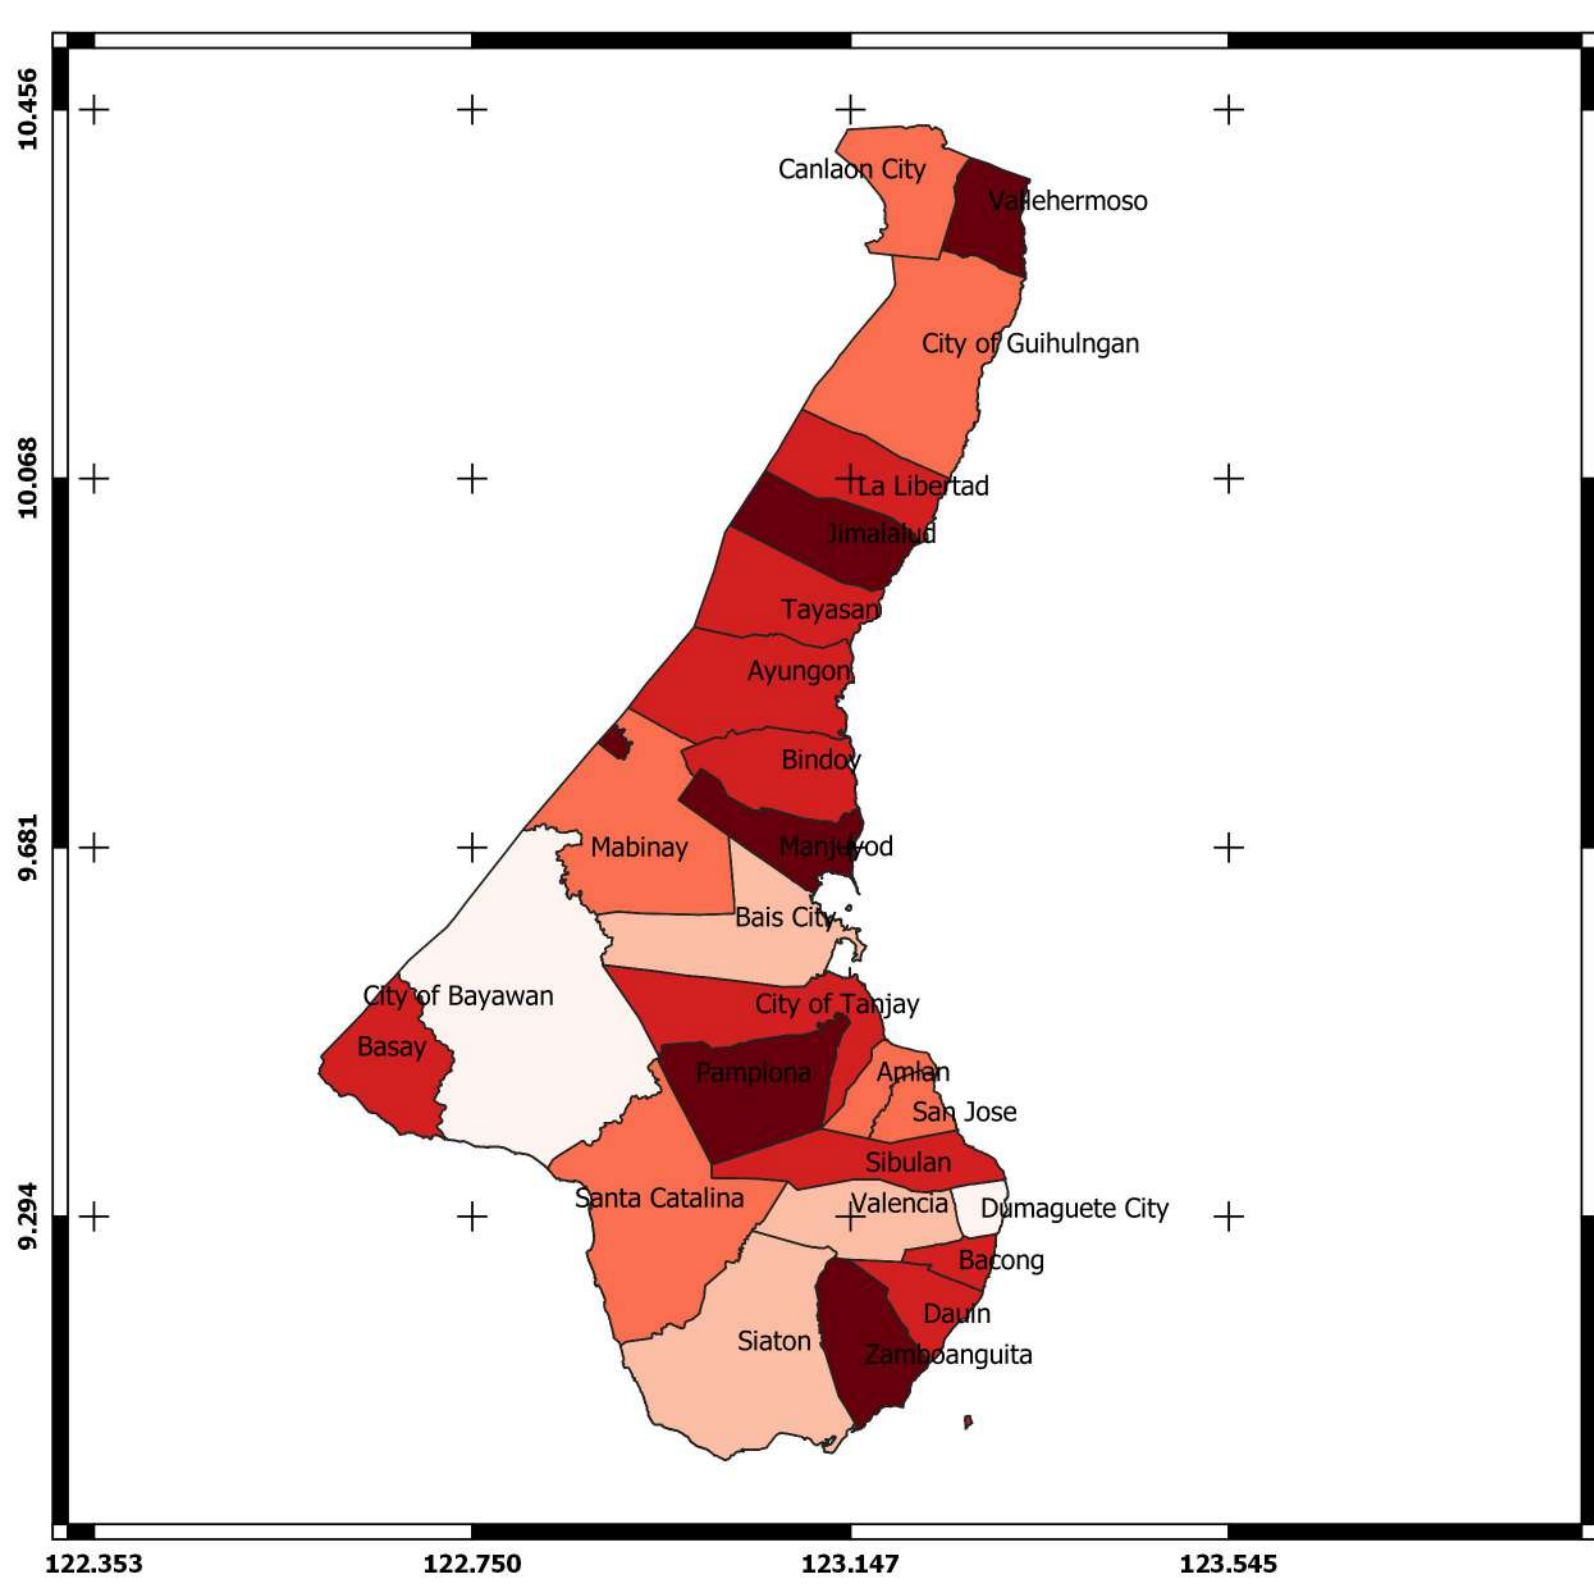 10.456
Canlaon City
Vallehermoso
City of Guihulngan
10.068
La Libertad
Jimalalud
Tayasan
Ayungon
Bindoy
9.681
Mabinay
Manjuyod
Bais City
City of Bayawan
City of Tanjay
Basay
Pamplona
Amlan
San Jose
Sibulan
9.294
Santa Catalina
Valencia
Dumaguete City
Bacong
Dauin
Siaton
Zamboanguita
122.353
122.750
123.147
123.545